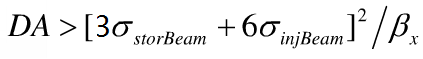 DA > [3σ_storBeam + 6σ_injBeam]² / β_x